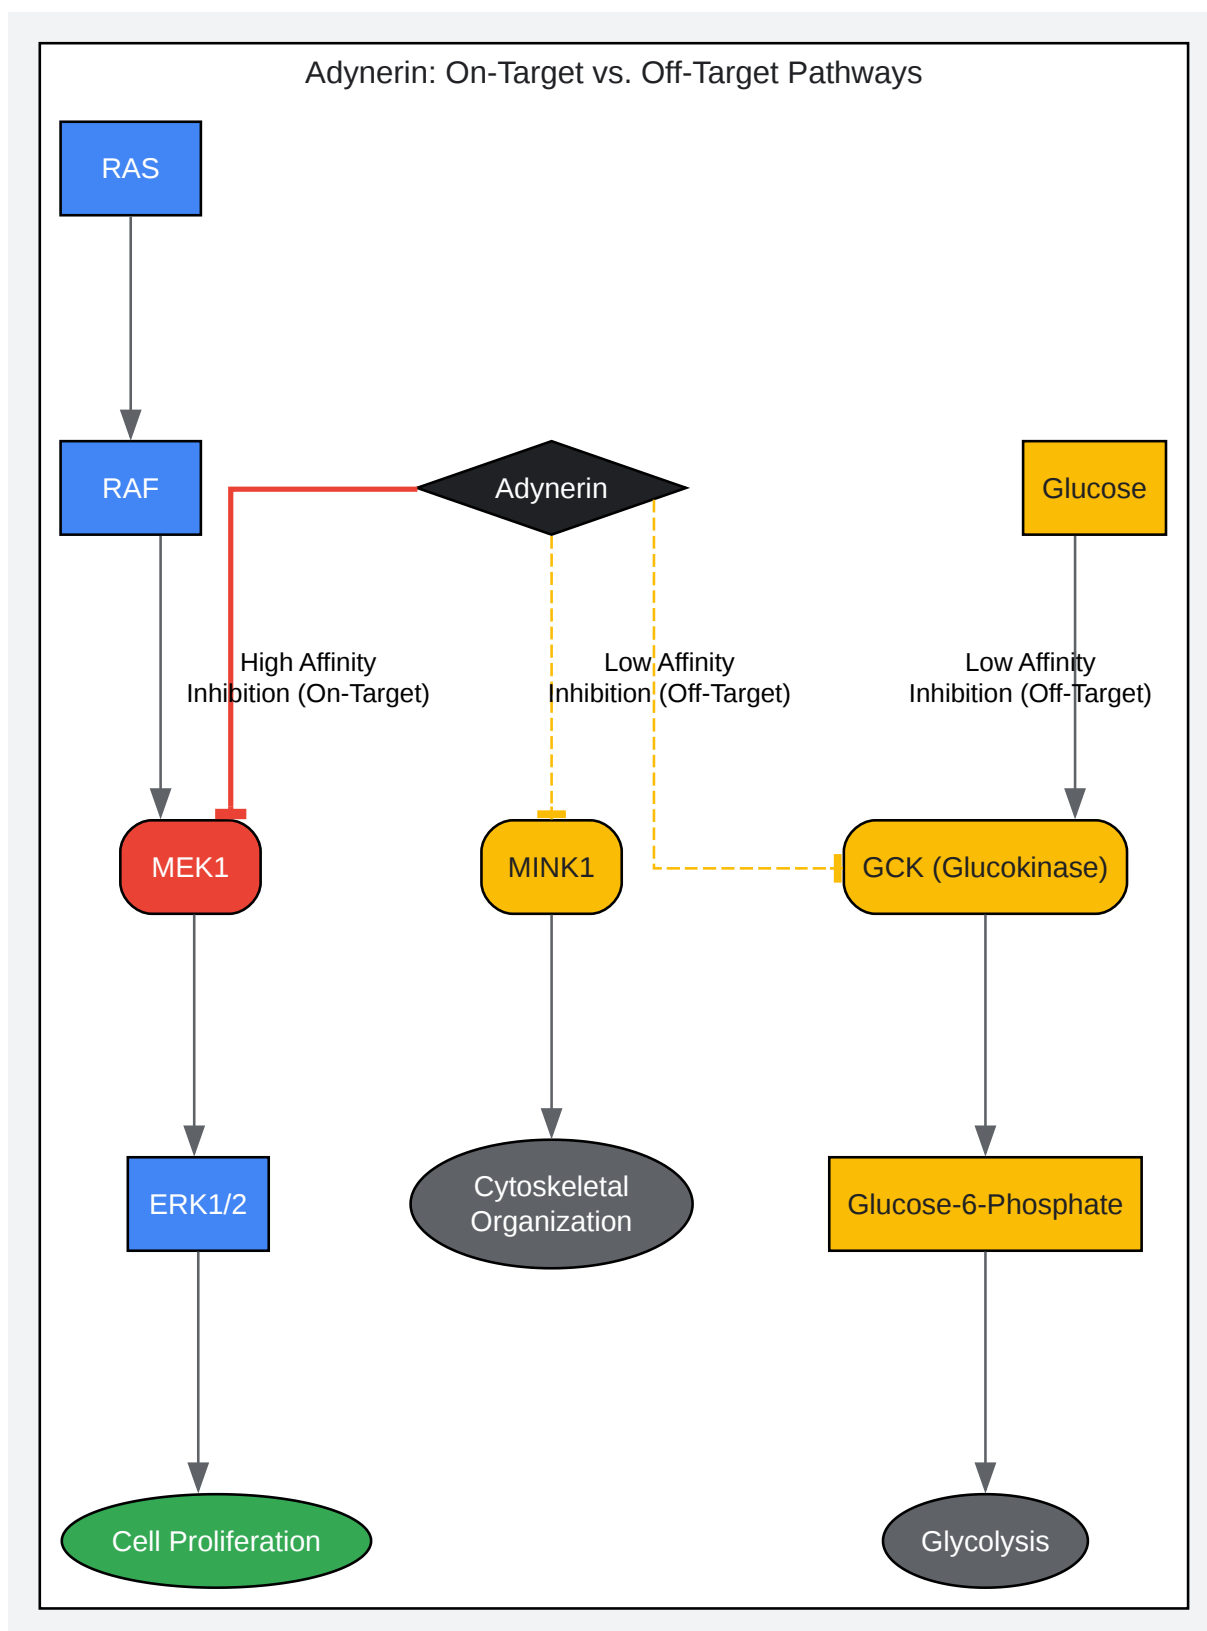 Adynerin: On-Target vs. Off-Target Pathways
RAS
RAF
Adynerin
Glucose
High Affinity
Inhibition (On-Target)
Low Affinity
Inhibition (Off-Target)
Low Affinity
Inhibition (Off-Target)
MEK1
MINK1
GCK (Glucokinase)
ERK1/2
Cytoskeletal
Organization
Glucose-6-Phosphate
Cell Proliferation
Glycolysis